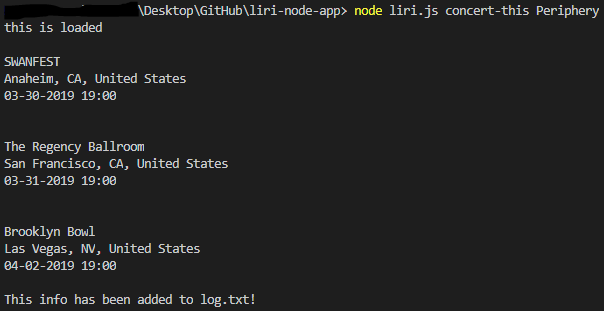 \Desktop\GitHub\liri-node-app> node liri.js concert-this Periphery
this is loaded
SWANFEST
Anaheim, CA, United States
03-30-2019 19:00
The Regency Ballroom
San Francisco, CA, United States
03-31-2019 19:00
Brooklyn Bowl
Las Vegas, NV, United States
04-02-2019 19:00
This info has been added to log.txt!